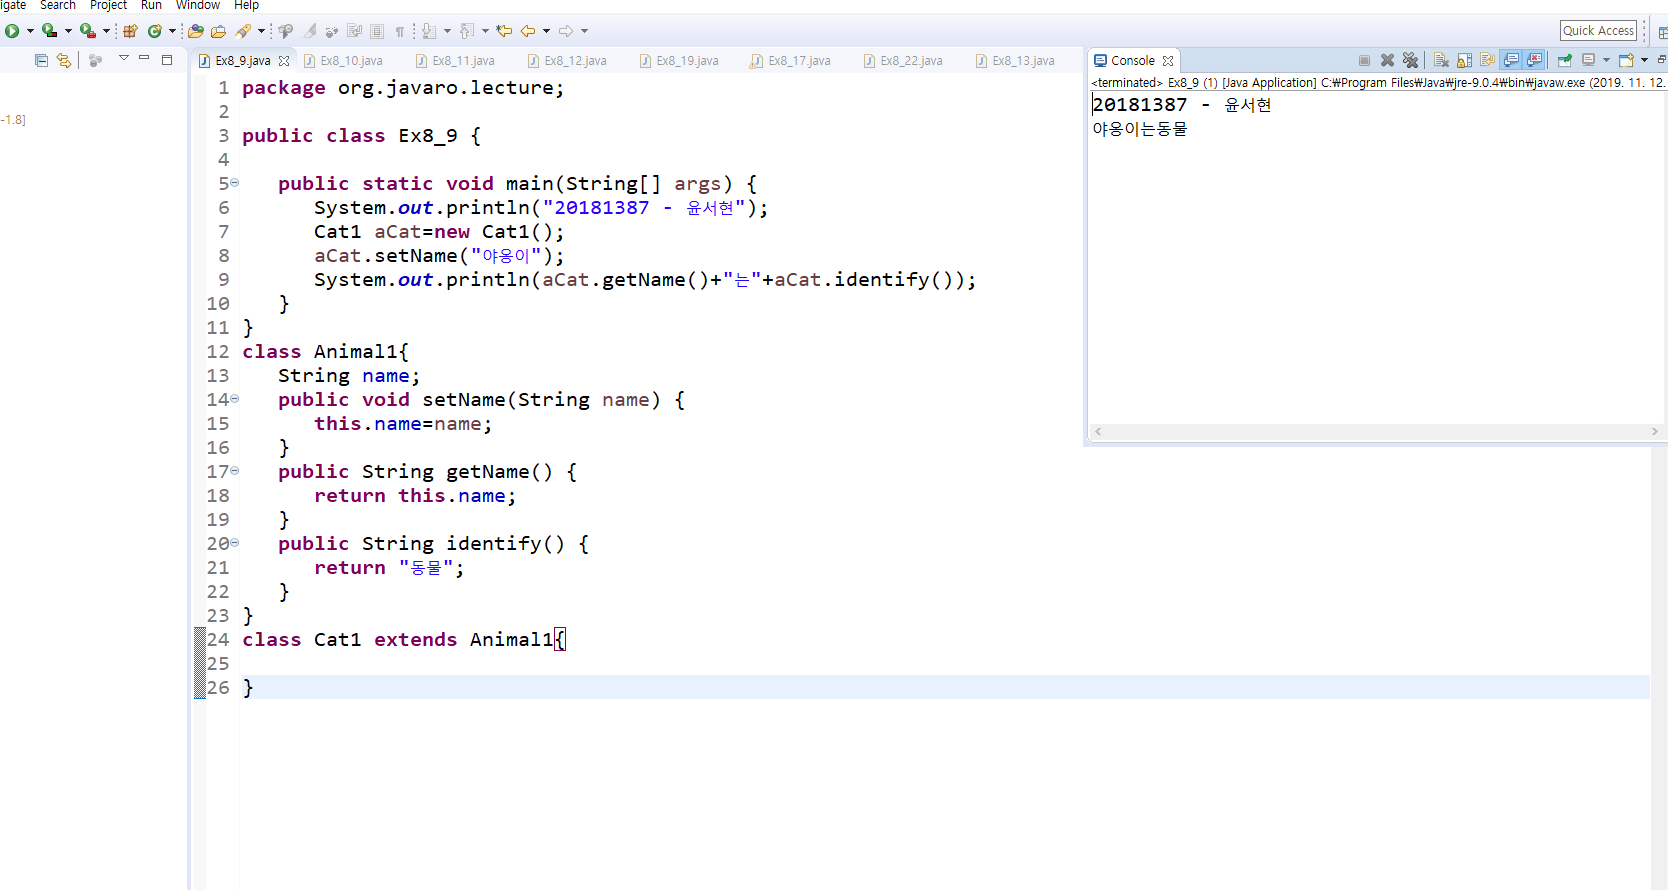 igate Search Project Run Window Help
Quick Access
-1.8]
Ex8_9.java Ex8_10.java Ex8_11.java Ex8_12.java Ex8_19.java Ex8_17.java Ex8_22.java Ex8_13.java
1 package org.javaro.lecture;
2
3 public class Ex8_9 {
4
5 public static void main(String[] args) {
6 System.out.println("20181387 - 윤서현");
7 Cat1 aCat=new Cat1();
8 aCat.setName("야옹이");
9 System.out.println(aCat.getName()+"는"+aCat.identify());
10 }
11 }
12 class Animal1{
13 String name;
14 public void setName(String name) {
15 this.name=name;
16 }
17 public String getName() {
18 return this.name;
19 }
20 public String identify() {
21 return "동물";
22 }
23 }
24 class Cat1 extends Animal1{
25
26 }
Console
<terminated> Ex8_9 (1) [Java Application] C:₩Program Files₩Java₩jre-9.0.4₩bin₩javaw.exe (2019. 11. 12.
20181387 - 윤서현
야옹이는동물